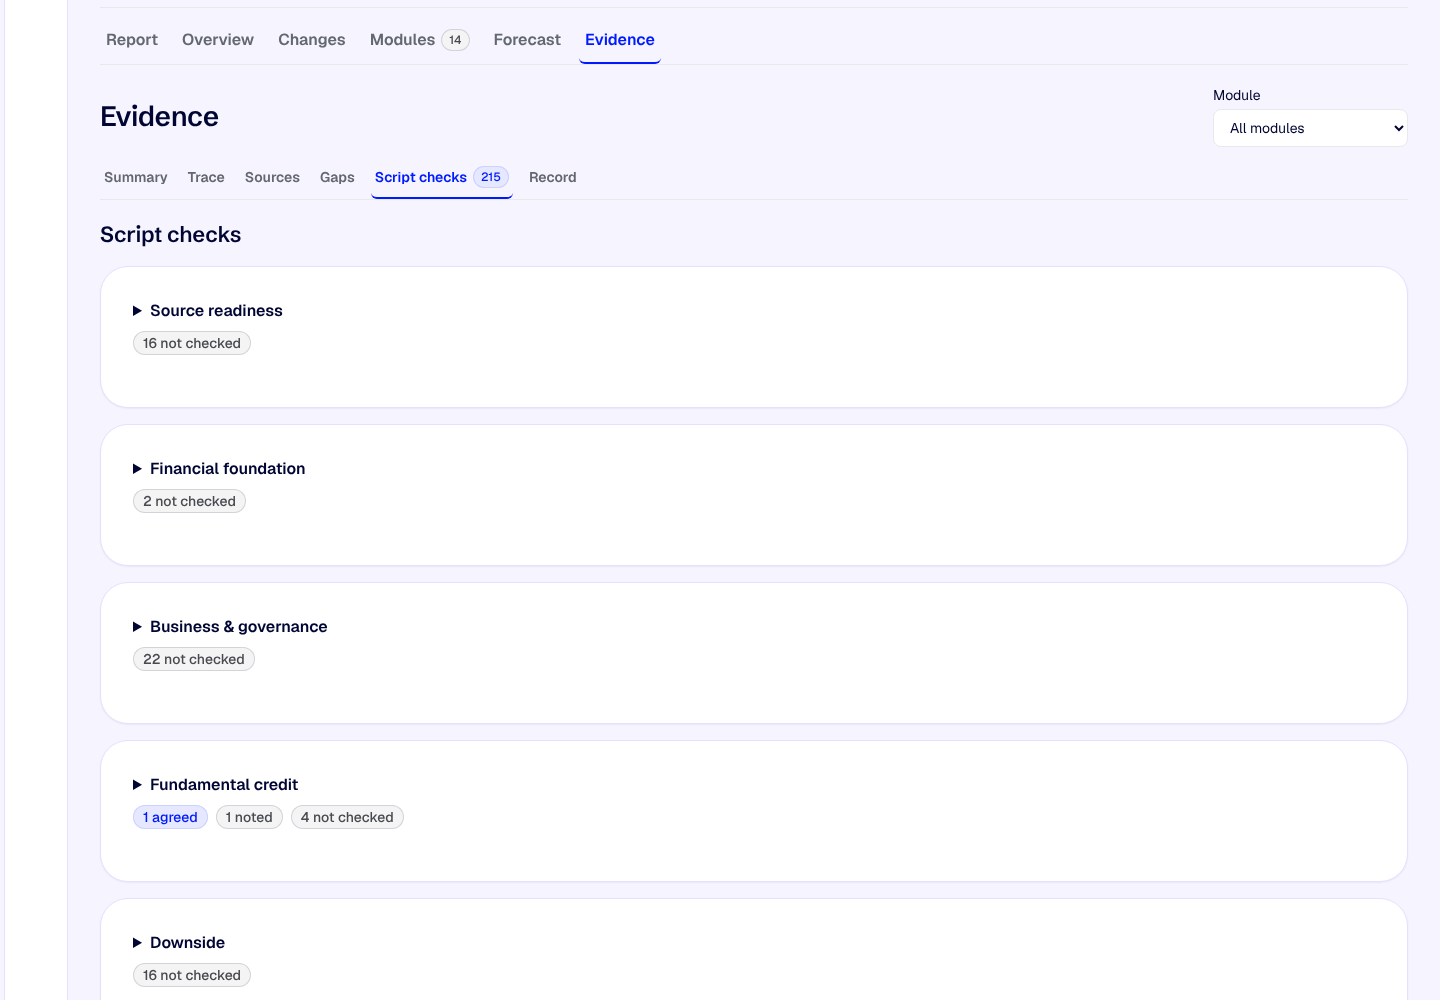 Report Overview Changes Modules 14 Forecast Evidence
Evidence
Module
All modules
Summary Trace Sources Gaps Script checks 215 Record
Script checks
Source readiness
16 not checked
Financial foundation
2 not checked
Business & governance
22 not checked
Fundamental credit
1 agreed 1 noted 4 not checked
Downside
16 not checked